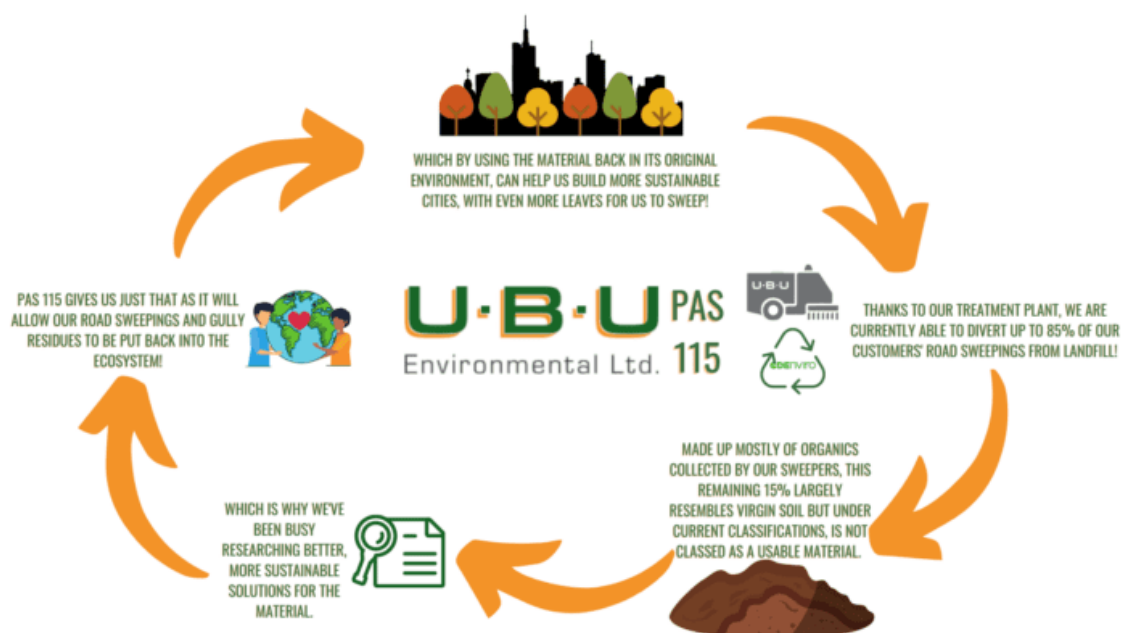 WHICH BY USING THE MATERIAL BACK IN ITS ORIGINAL
ENVIRONMENT, CAN HELP US BUILD MORE SUSTAINABLE
CITIES, WITH EVEN MORE LEAVES FOR US TO SWEEP!
U·B·U
THANKS TO OUR TREATMENT PLANT, WE ARE
CURRENTLY ABLE TO DIVERT UP TO 85% OF OUR
CUSTOMERS' ROAD SWEEPINGS FROM LANDFILL!
CDEnviro
MADE UP MOSTLY OF ORGANICS
COLLECTED BY OUR SWEEPERS, THIS
REMAINING 15% LARGELY
RESEMBLES VIRGIN SOIL BUT UNDER
CURRENT CLASSIFICATIONS, IS NOT
CLASSED AS A USABLE MATERIAL.
WHICH IS WHY WE'VE
BEEN BUSY
RESEARCHING BETTER,
MORE SUSTAINABLE
SOLUTIONS FOR THE
MATERIAL.
PAS 115 GIVES US JUST THAT AS IT WILL
ALLOW OUR ROAD SWEEPINGS AND GULLY
RESIDUES TO BE PUT BACK INTO THE
ECOSYSTEM!
U·B·U
Environmental Ltd.
PAS
115